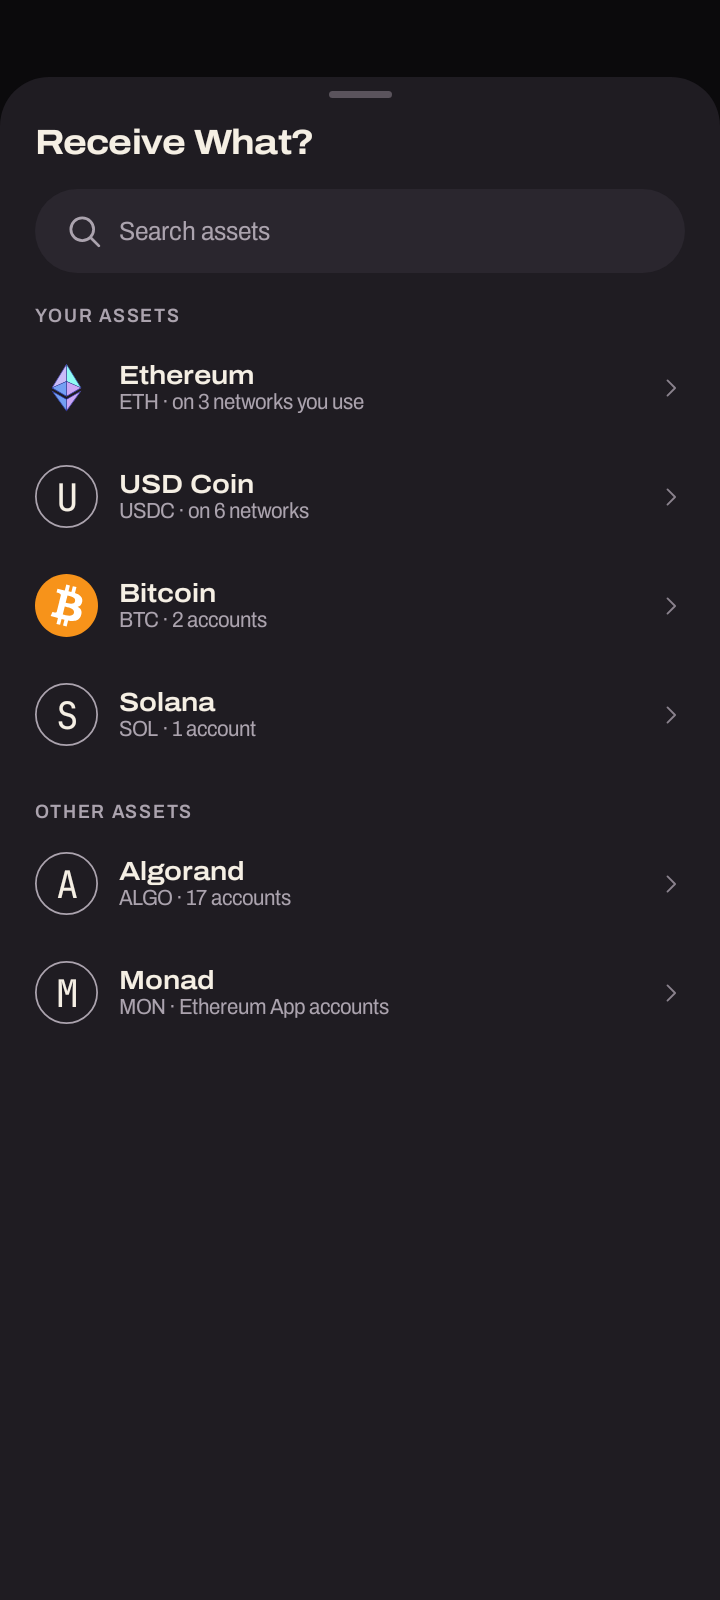 Receive What?
Search assets
YOUR ASSETS
Ethereum
ETH · on 3 networks you use
U
USD Coin
USDC · on 6 networks
Bitcoin
BTC · 2 accounts
S
Solana
SOL · 1 account
OTHER ASSETS
A
Algorand
ALGO · 17 accounts
M
Monad
MON · Ethereum App accounts